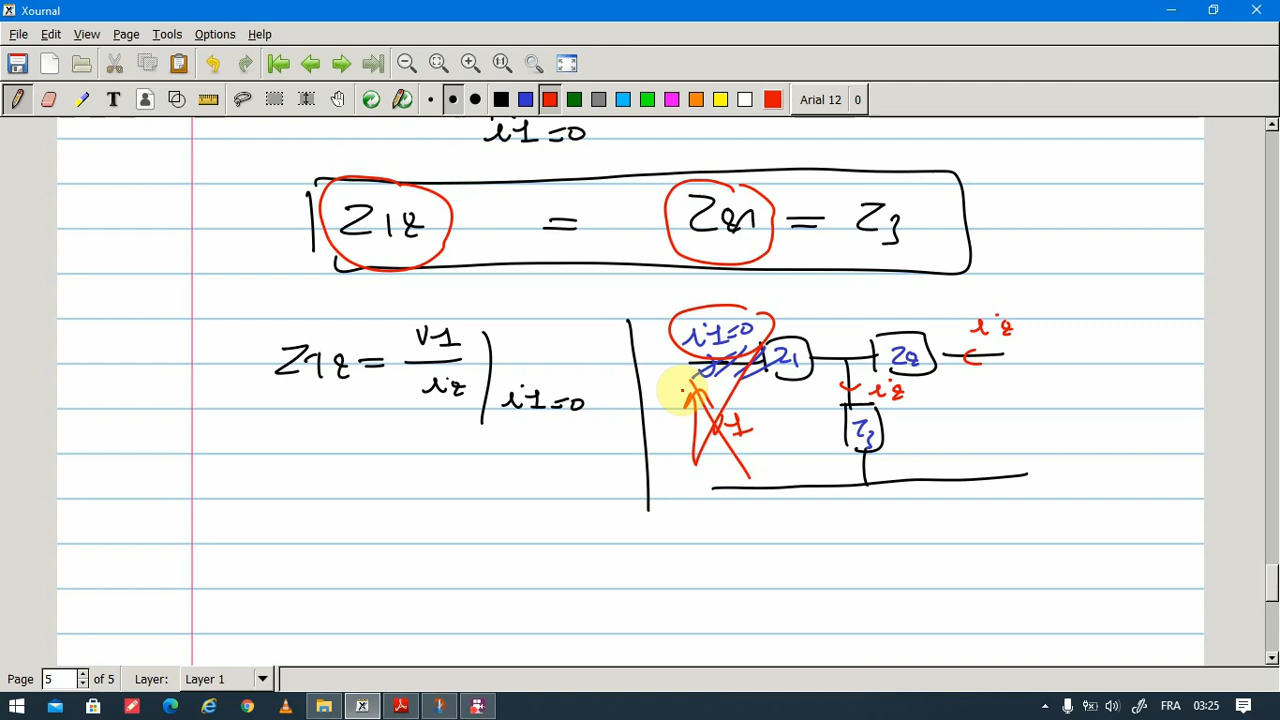 Xournal
File Edit View Page Tools Options Help
Arial 12 0
i1=0
Z12 = Z21 = Z3
Z12 = V1 / i2 | i1=0
i1=0 Z1 Z2 i2
i2
V1 Z3
Page 5 of 5 Layer: Layer 1
FR 03:25